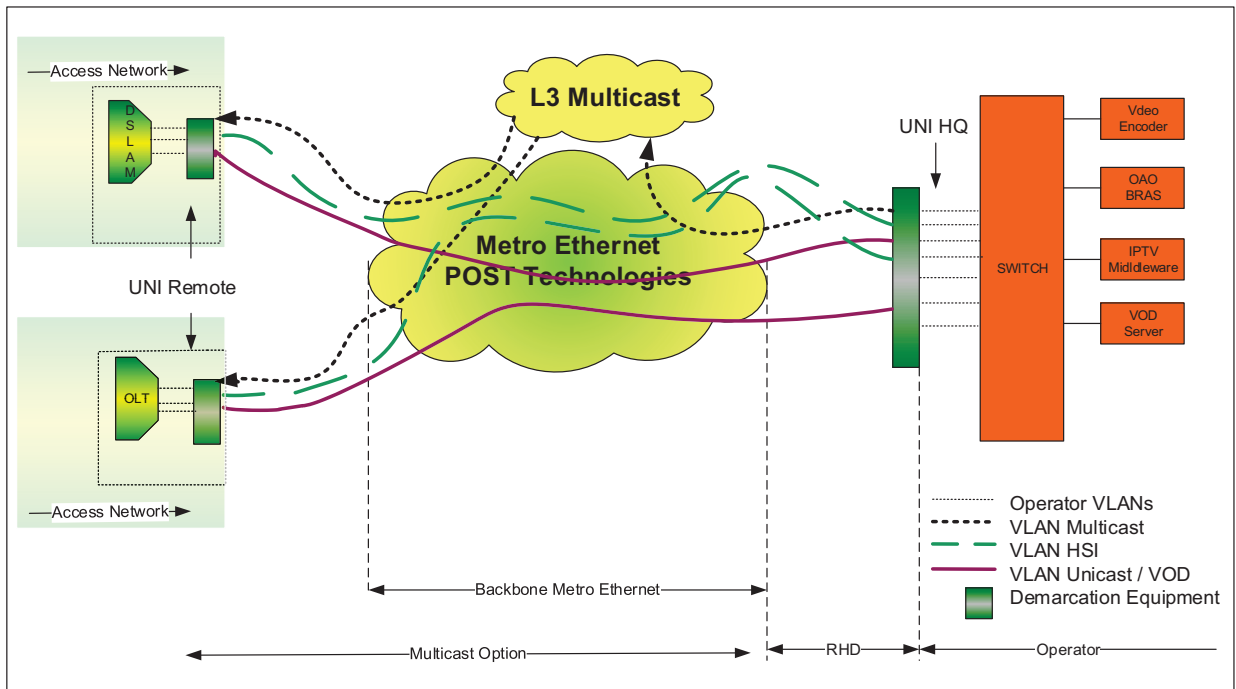 Access Network
D
S
L
A
M
UNI Remote
OLT
Access Network
L3 Multicast
Metro Ethernet
POST Technologies
UNI HQ
SWITCH
Vdeo
Encoder
OAO
BRAS
IPTV
MidIdleware
VOD
Server
Operator VLANs
VLAN Multicast
VLAN HSI
VLAN Unicast / VOD
Demarcation Equipment
Backbone Metro Ethernet
Multicast Option
RHD
Operator